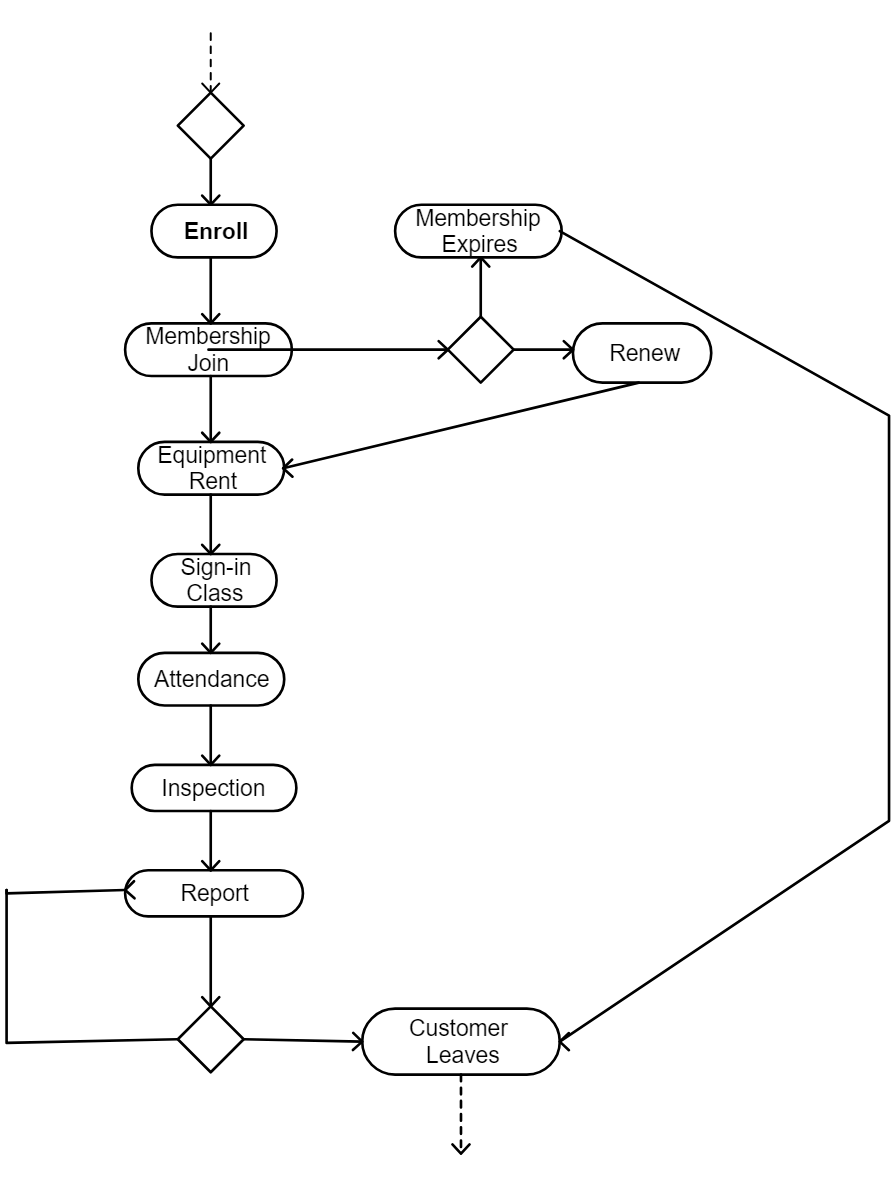 Enroll
Membership
Expires
Membership
Join
Renew
Equipment
Rent
Sign-in
Class
Attendance
Inspection
Report
Customer
Leaves